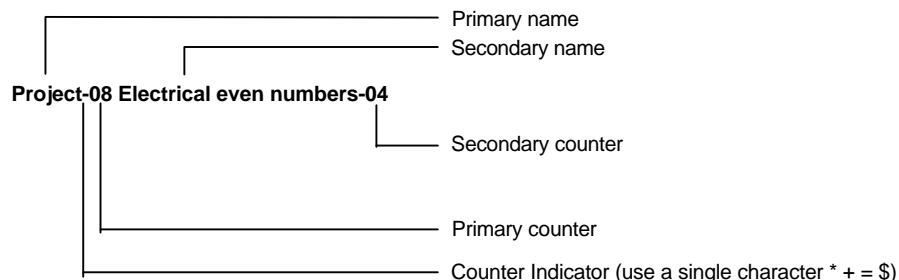 Primary name
Secondary name
Project-08 Electrical even numbers-04
Secondary counter
Primary counter
Counter Indicator (use a single character * + = $)